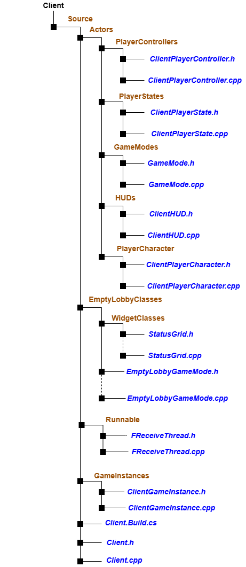 Client
Source
Actors
PlayerControllers
ClientPlayerController.h
ClientPlayerController.cpp
PlayerStates
ClientPlayerState.h
ClientPlayerState.cpp
GameModes
GameMode.h
GameMode.cpp
HUDs
ClientHUD.h
ClientHUD.cpp
PlayerCharacter
ClientPlayerCharacter.h
ClientPlayerCharacter.cpp
EmptyLobbyClasses
WidgetClasses
StatusGrid.h
StatusGrid.cpp
EmptyLobbyGameMode.h
EmptyLobbyGameMode.cpp
Runnable
FReceiveThread.h
FReceiveThread.cpp
GameInstances
ClientGameInstance.h
ClientGameInstance.cpp
Client.Build.cs
Client.h
Client.cpp